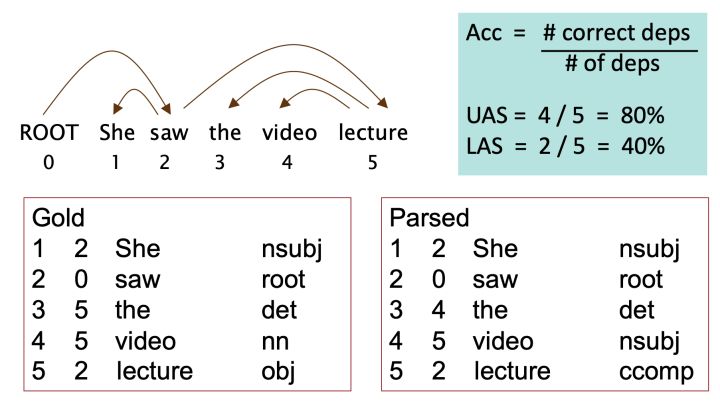 Acc = # correct deps
# of deps
UAS = 4 / 5 = 80%
LAS = 2 / 5 = 40%
ROOT She saw the video lecture
0 1 2 3 4 5
Gold
1 2 She nsubj
2 0 saw root
3 5 the det
4 5 video nn
5 2 lecture obj
Parsed
1 2 She nsubj
2 0 saw root
3 4 the det
4 5 video nsubj
5 2 lecture ccomp